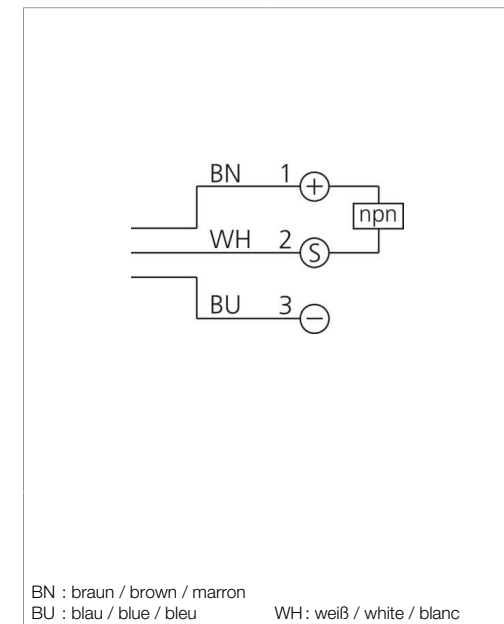 BN 1 +
npn
WH 2 S
BU 3 −
BN : braun / brown / marron
BU : blau / blue / bleu WH : weiß / white / blanc